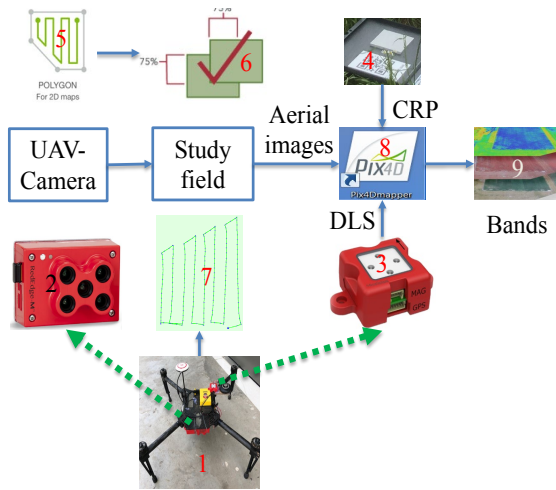 75%
5
75%
6
4
POLYGON
For 2D maps
Aerial
images
CRP
UAV-
Camera
Study
field
8
PIX4D
Pix4Dmapper
9
DLS
Bands
2
RedEdge-M
7
3
MAG
GPS
1